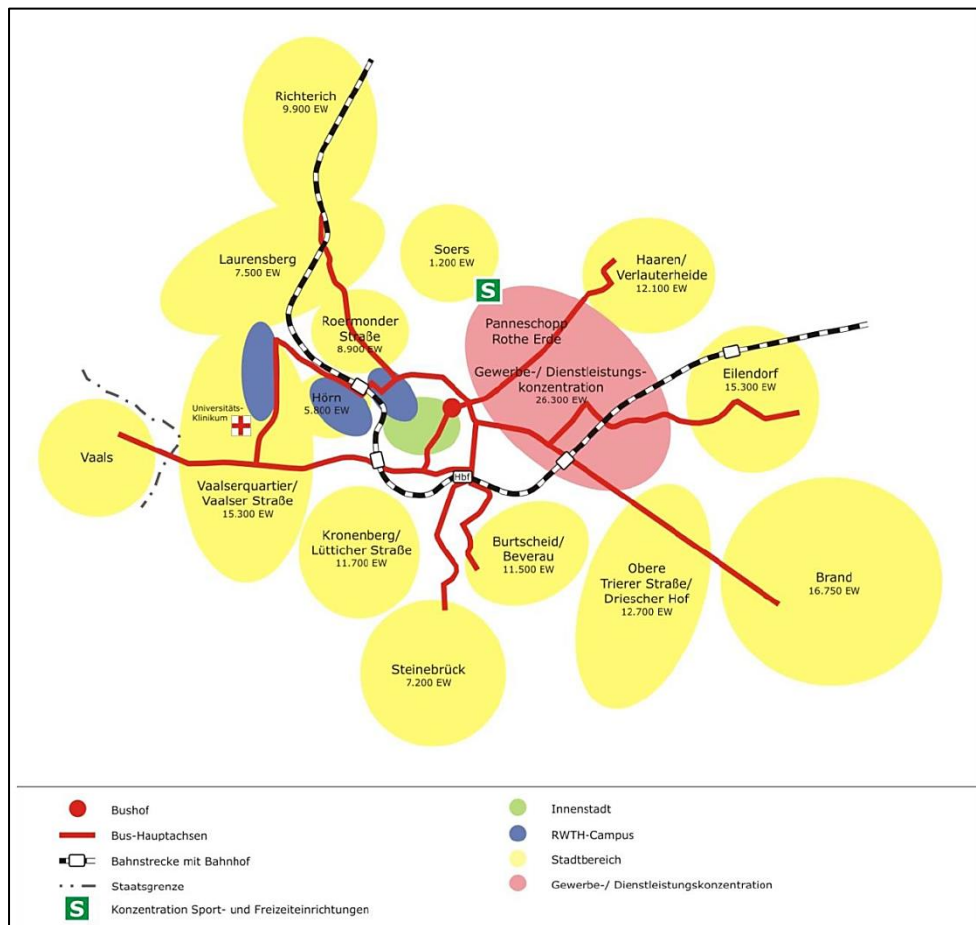 Richterich
9.900 EW
Laurensberg
7.500 EW
Soers
1.200 EW
Haaren/
Verlauterheide
12.100 EW
S
Roermonder
Straße
8.900 EW
Panneschopp
Rothe Erde
Gewerbe-/ Dienstleistungs-
konzentration
26.300 EW
Eilendorf
15.300 EW
Hörn
5.800 EW
Universitäts-
Klinikum
Vaals
Vaalserquartier/
Vaalser Straße
15.300 EW
Hbf
Kronenberg/
Lütticher Straße
11.700 EW
Burtscheid/
Beverau
11.500 EW
Obere
Trierer Straße/
Driescher Hof
12.700 EW
Brand
16.750 EW
Steinebrück
7.200 EW
Bushof
Bus-Hauptachsen
Bahnstrecke mit Bahnhof
Staatsgrenze
S Konzentration Sport- und Freizeiteinrichtungen
Innenstadt
RWTH-Campus
Stadtbereich
Gewerbe-/ Dienstleistungskonzentration